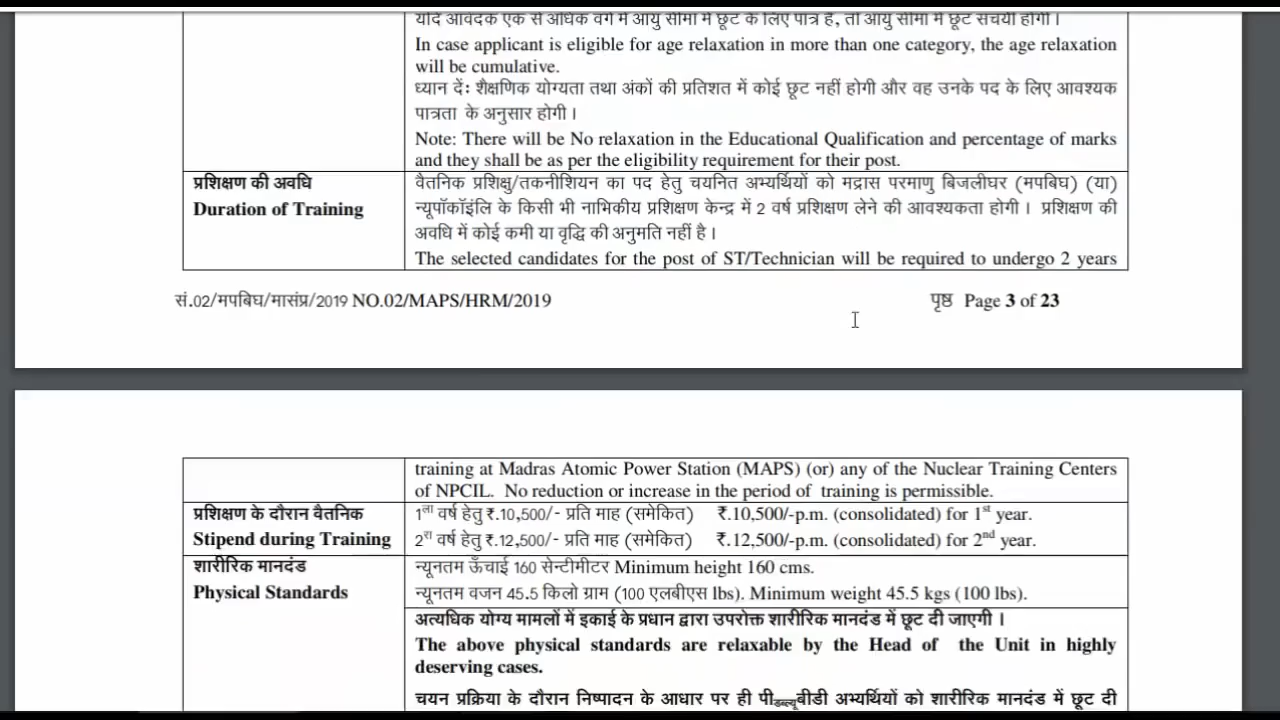 यदि आवेदक एक से अधिक वर्ग में आयु सीमा में छूट के लिए पात्र है, तो आयु सीमा में छूट संचयी होगी ।
In case applicant is eligible for age relaxation in more than one category, the age relaxation
will be cumulative.
ध्यान दें: शैक्षणिक योग्यता तथा अंकों की प्रतिशत में कोई छूट नहीं होगी और वह उनके पद के लिए आवश्यक
पात्रता के अनुसार होगी ।
Note: There will be No relaxation in the Educational Qualification and percentage of marks
and they shall be as per the eligibility requirement for their post.
प्रशिक्षण की अवधि
Duration of Training
वैतनिक प्रशिक्षु/तकनीशियन का पद हेतु चयनित अभ्यर्थियों को मद्रास परमाणु बिजलीघर (मपबिघ) (या)
न्यूपॉकॉइंलि के किसी भी नाभिकीय प्रशिक्षण केन्द्र में 2 वर्ष प्रशिक्षण लेने की आवश्यकता होगी । प्रशिक्षण की
अवधि में कोई कमी या वृद्धि की अनुमति नहीं है ।
The selected candidates for the post of ST/Technician will be required to undergo 2 years
सं.02/मपबिघ/मासंप्र/2019 NO.02/MAPS/HRM/2019 पृष्ठ Page 3 of 23
training at Madras Atomic Power Station (MAPS) (or) any of the Nuclear Training Centers
of NPCIL. No reduction or increase in the period of training is permissible.
प्रशिक्षण के दौरान वैतनिक
Stipend during Training
1ला वर्ष हेतु ₹.10,500/- प्रति माह (समेकित) ₹.10,500/-p.m. (consolidated) for 1st year.
2रा वर्ष हेतु ₹.12,500/- प्रति माह (समेकित) ₹.12,500/-p.m. (consolidated) for 2nd year.
शारीरिक मानदंड
Physical Standards
न्यूनतम ऊँचाई 160 सेन्टीमीटर Minimum height 160 cms.
न्यूनतम वजन 45.5 किलो ग्राम (100 एलबीएस lbs). Minimum weight 45.5 kgs (100 lbs).
अत्यधिक योग्य मामलों में इकाई के प्रधान द्वारा उपरोक्त शारीरिक मानदंड में छूट दी जाएगी ।
The above physical standards are relaxable by the Head of the Unit in highly
deserving cases.
चयन प्रक्रिया के दौरान निष्पादन के आधार पर ही पीडब्ल्यूबीडी अभ्यर्थियों को शारीरिक मानदंड में छूट दी